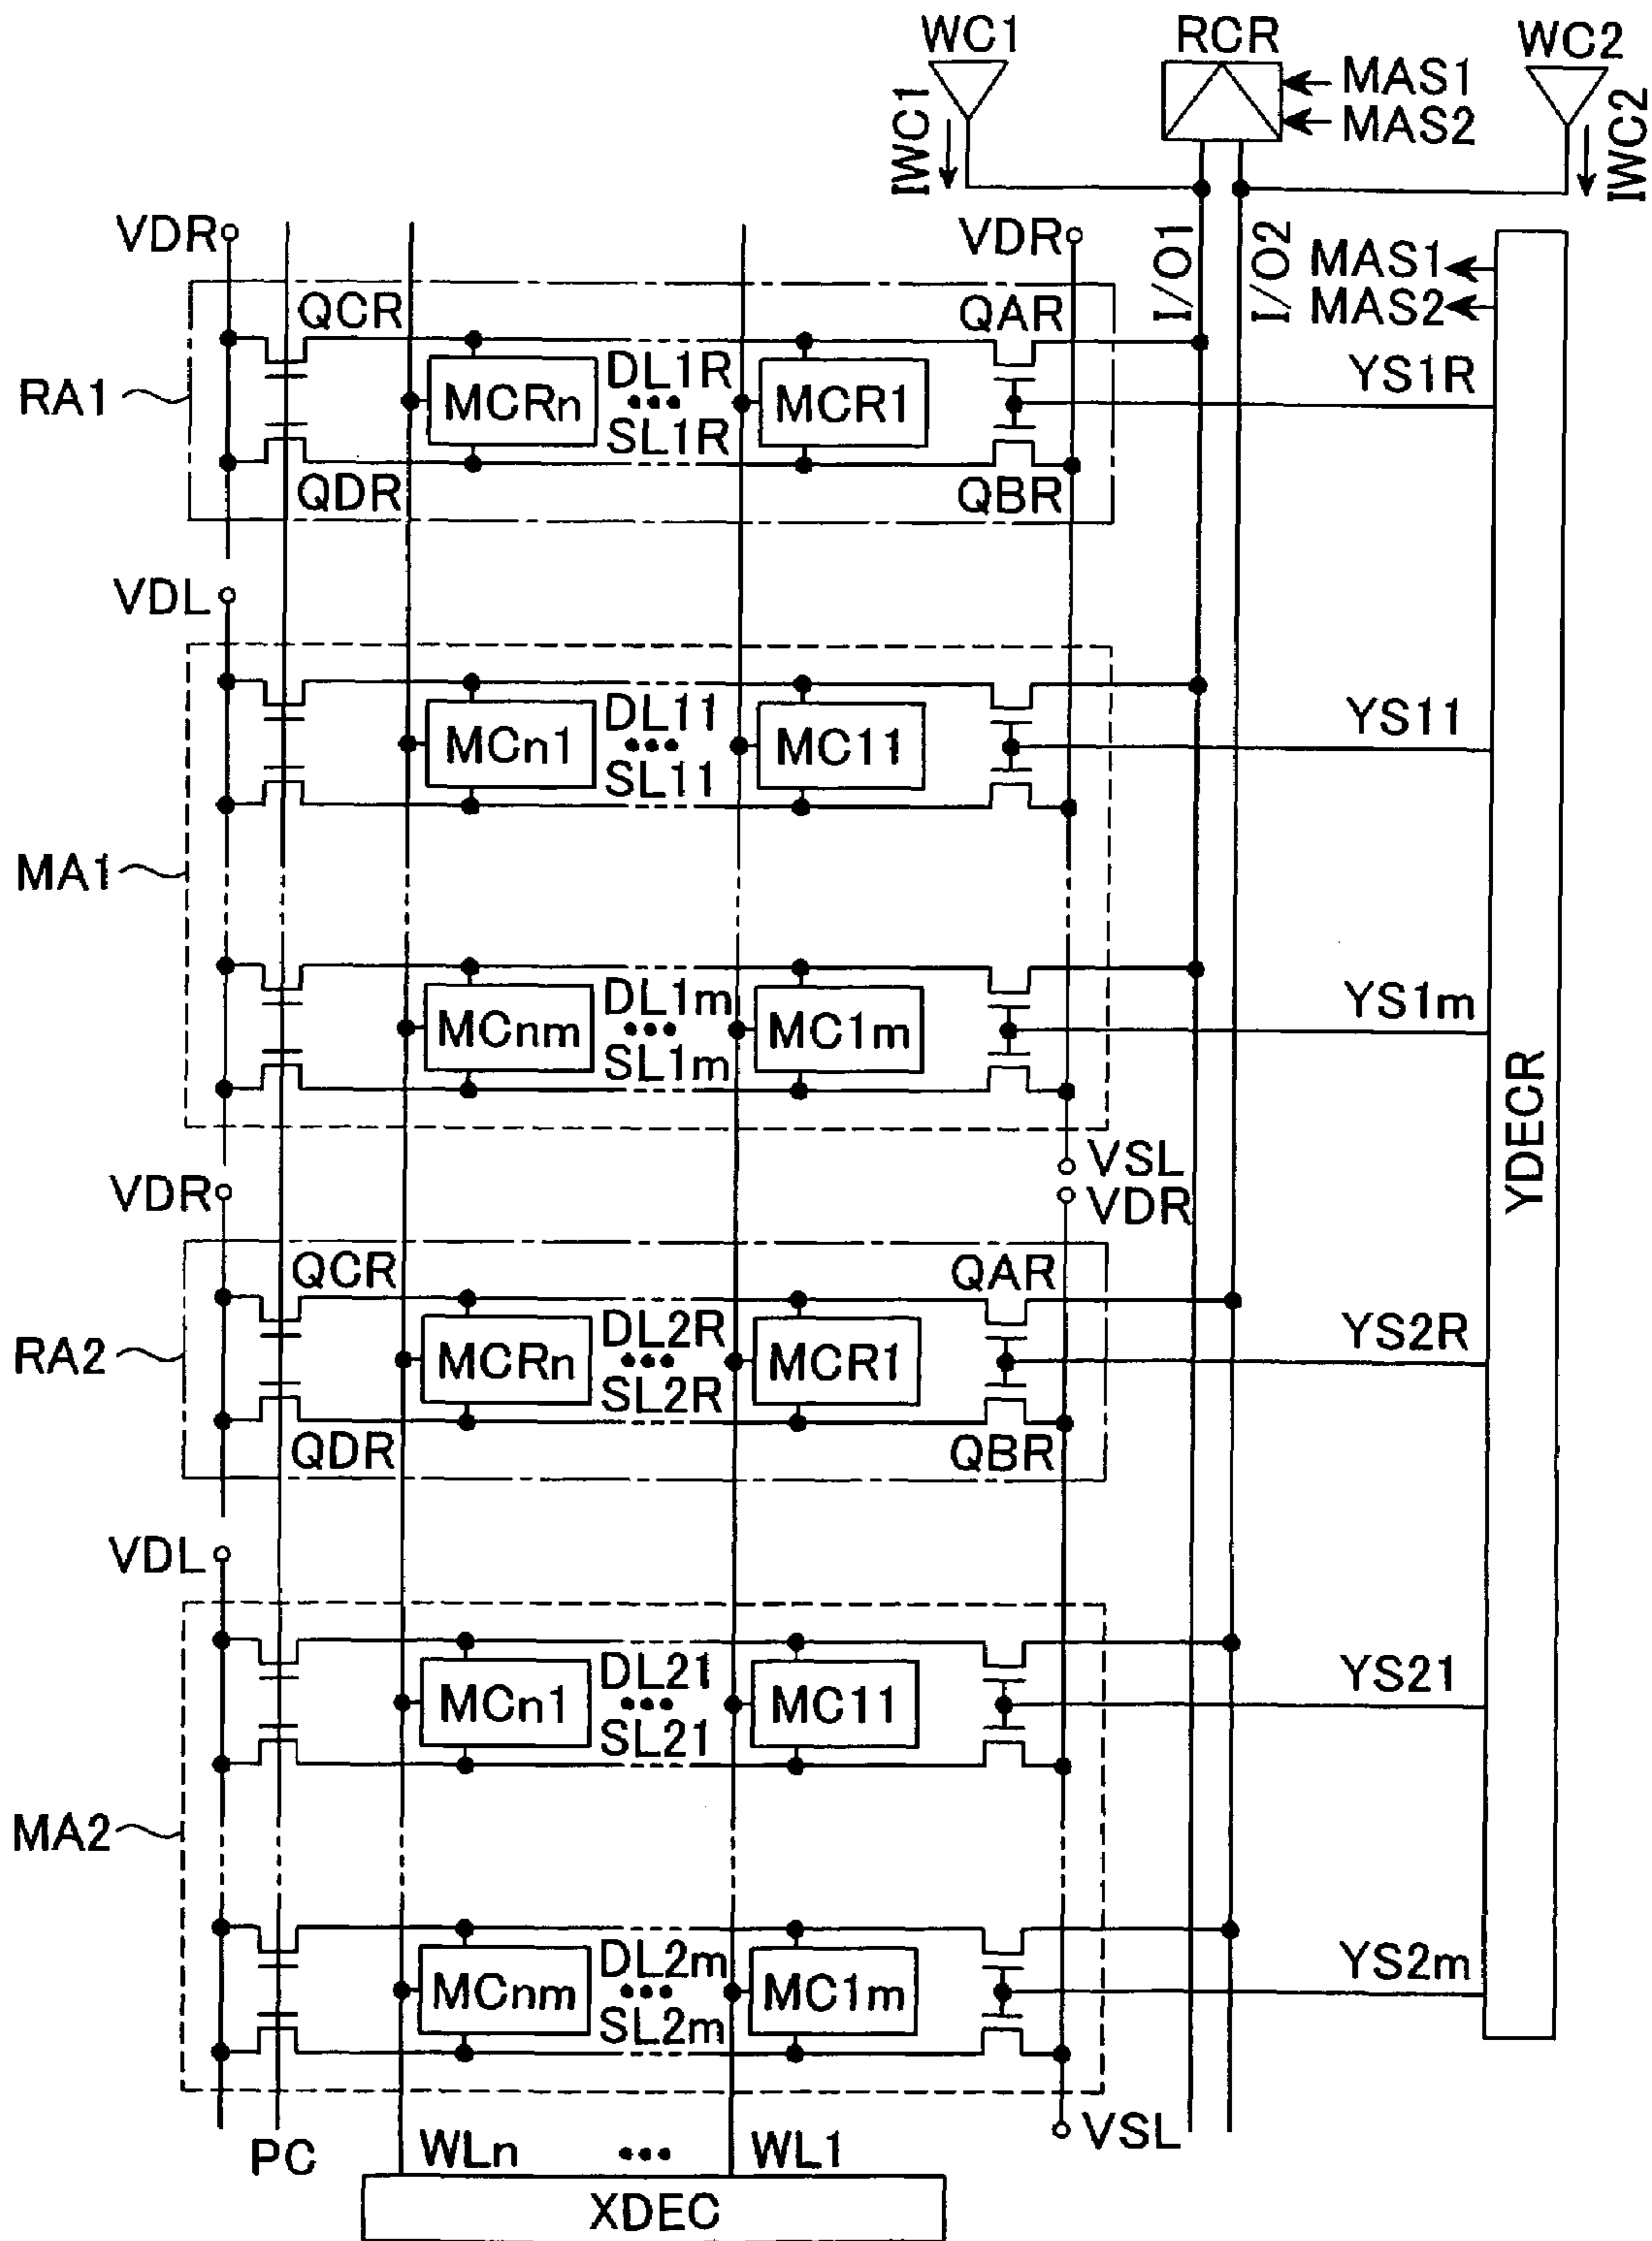 WC1 RCR WC2
IWC1 MAS1 IWC2
MAS2
VDR VDR I/O1 I/O2 MAS1
MAS2
QCR QAR
RA1 MCRn DL1R ••• SL1R MCR1 YS1R
QDR QBR
VDL
MCn1 DL11 ••• SL11 MC11 YS11
MA1
MCnm DL1m ••• SL1m MC1m YS1m
YDECR
VSL
VDR VDR
QCR QAR
RA2 MCRn DL2R ••• SL2R MCR1 YS2R
QDR QBR
VDL
MCn1 DL21 ••• SL21 MC11 YS21
MA2
MCnm DL2m ••• SL2m MC1m YS2m
PC WLn ••• WL1 VSL
XDEC